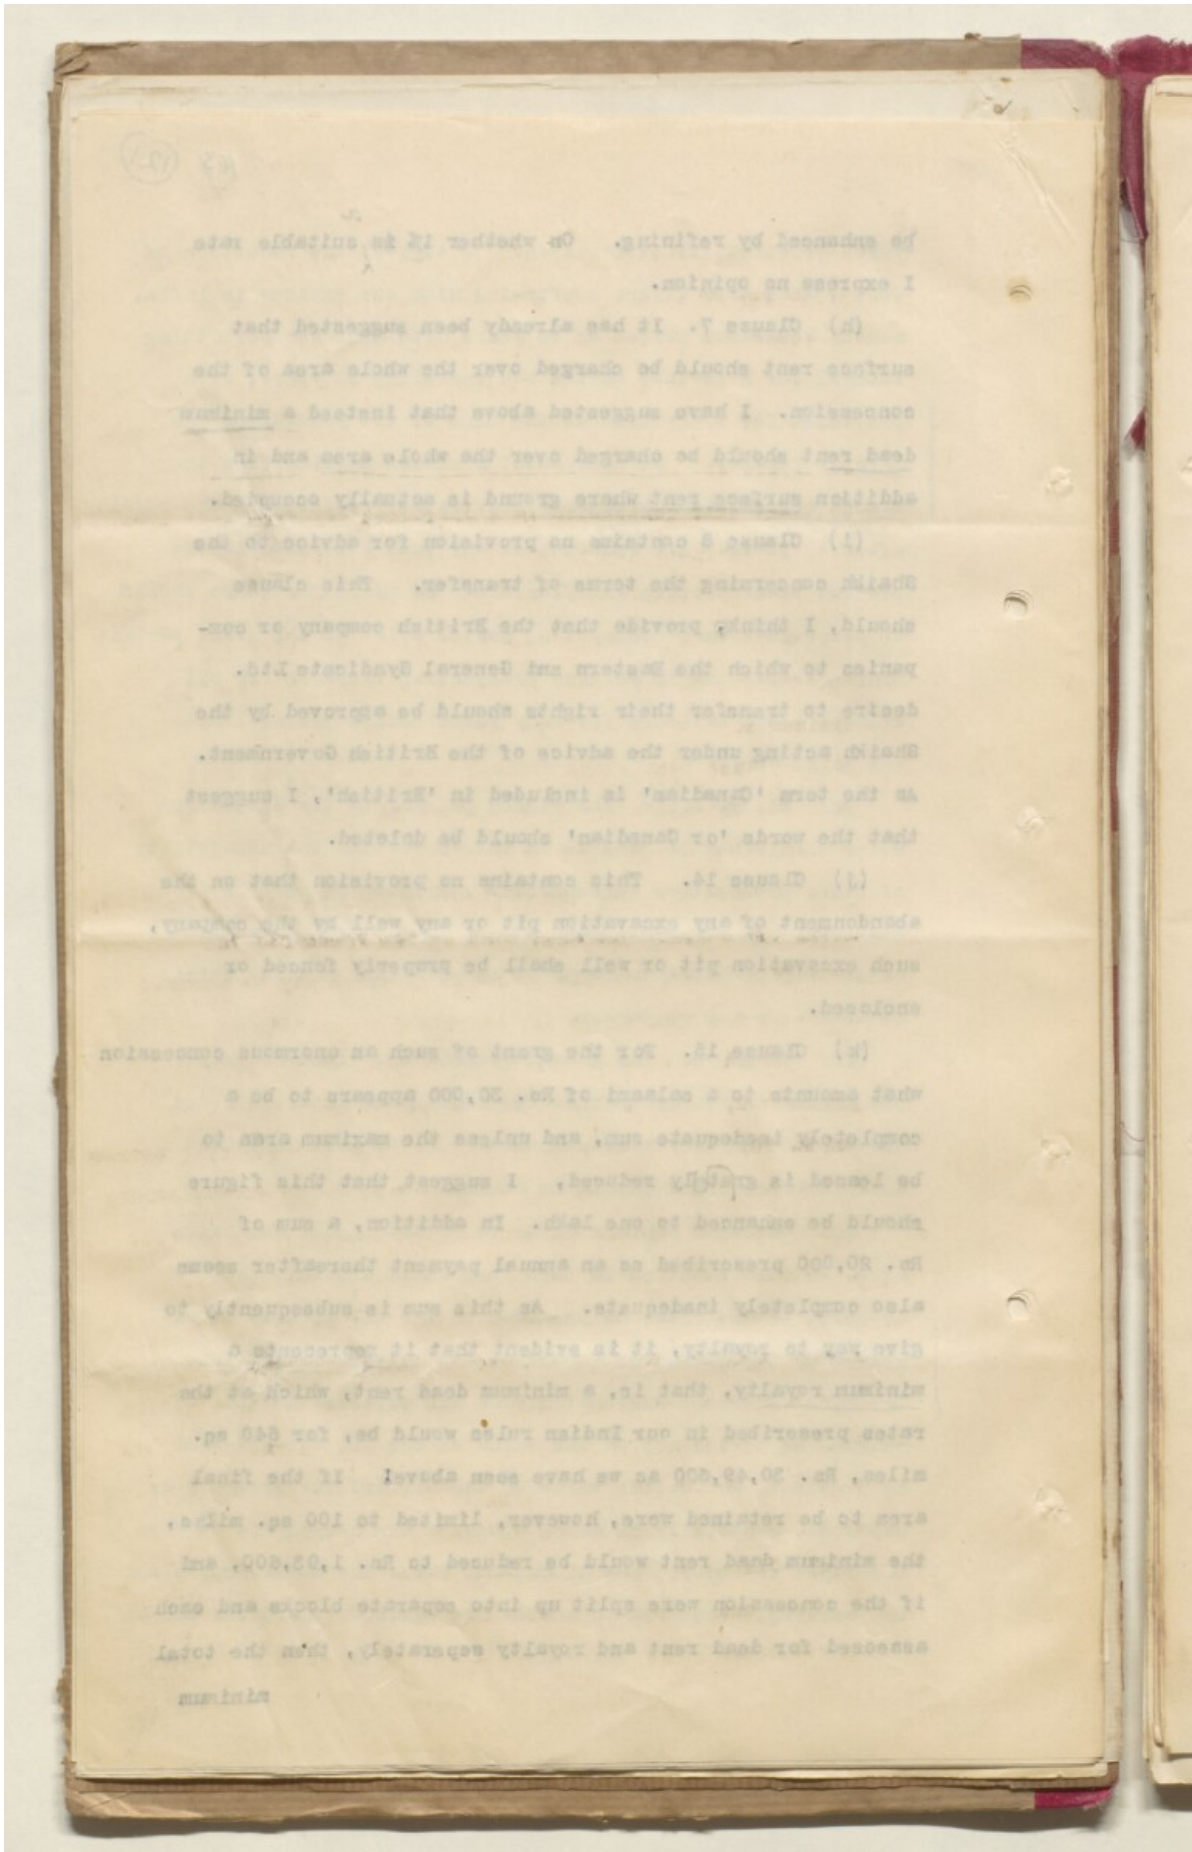 be enhanced by refining. On whether is a suitable rate
I express no opinion.
(h) Clause 7. It has already been suggested that
surface rent should be charged over the whole area of the
concession. I have suggested above that instead a minimum
dead rent should be charged over the whole area and in
addition surface rent where ground is actually occupied.
(i) Clause 8 contains no provision for advice to the
Shaikh concerning the terms of transfer. This clause
should, I think, provide that the British company or com-
panies to which the Eastern and General Syndicate Ltd.
desire to transfer their rights should be approved by the
Shaikh acting under the advice of the British Government.
As the term 'Canadian' is included in 'British', I suggest
that the words 'or Canadian' should be deleted.
(j) Clause 14. This contains no provision that on the
abandonment of any excavation pit or any well by the company,
such excavation pit or well shall be properly fenced or
enclosed.
(k) Clause 15. For the grant of such an enormous concession
what amounts to a salami of Rs. 30,000 appears to be a
completely inadequate sum, and unless the maximum area to
be leased is reduced, I suggest that this figure
should be enhanced to one lakh. In addition, a sum of
Rs. 20,000 prescribed as an annual payment thereafter seems
also completely inadequate. As this sum is subsequently to
give way to royalty, it is evident that it represents a
minimum royalty, that is, a minimum dead rent, which at the
rates prescribed in our Indian rules would be, for 640 sq.
miles, Rs. as we have seen above! If the final
area to be retained were, however, limited to 100 sq. miles,
the minimum dead rent would be reduced to Rs. and
if the concession were split up into separate blocks and each
assessed for dead rent and royalty separately, then the total
minimum